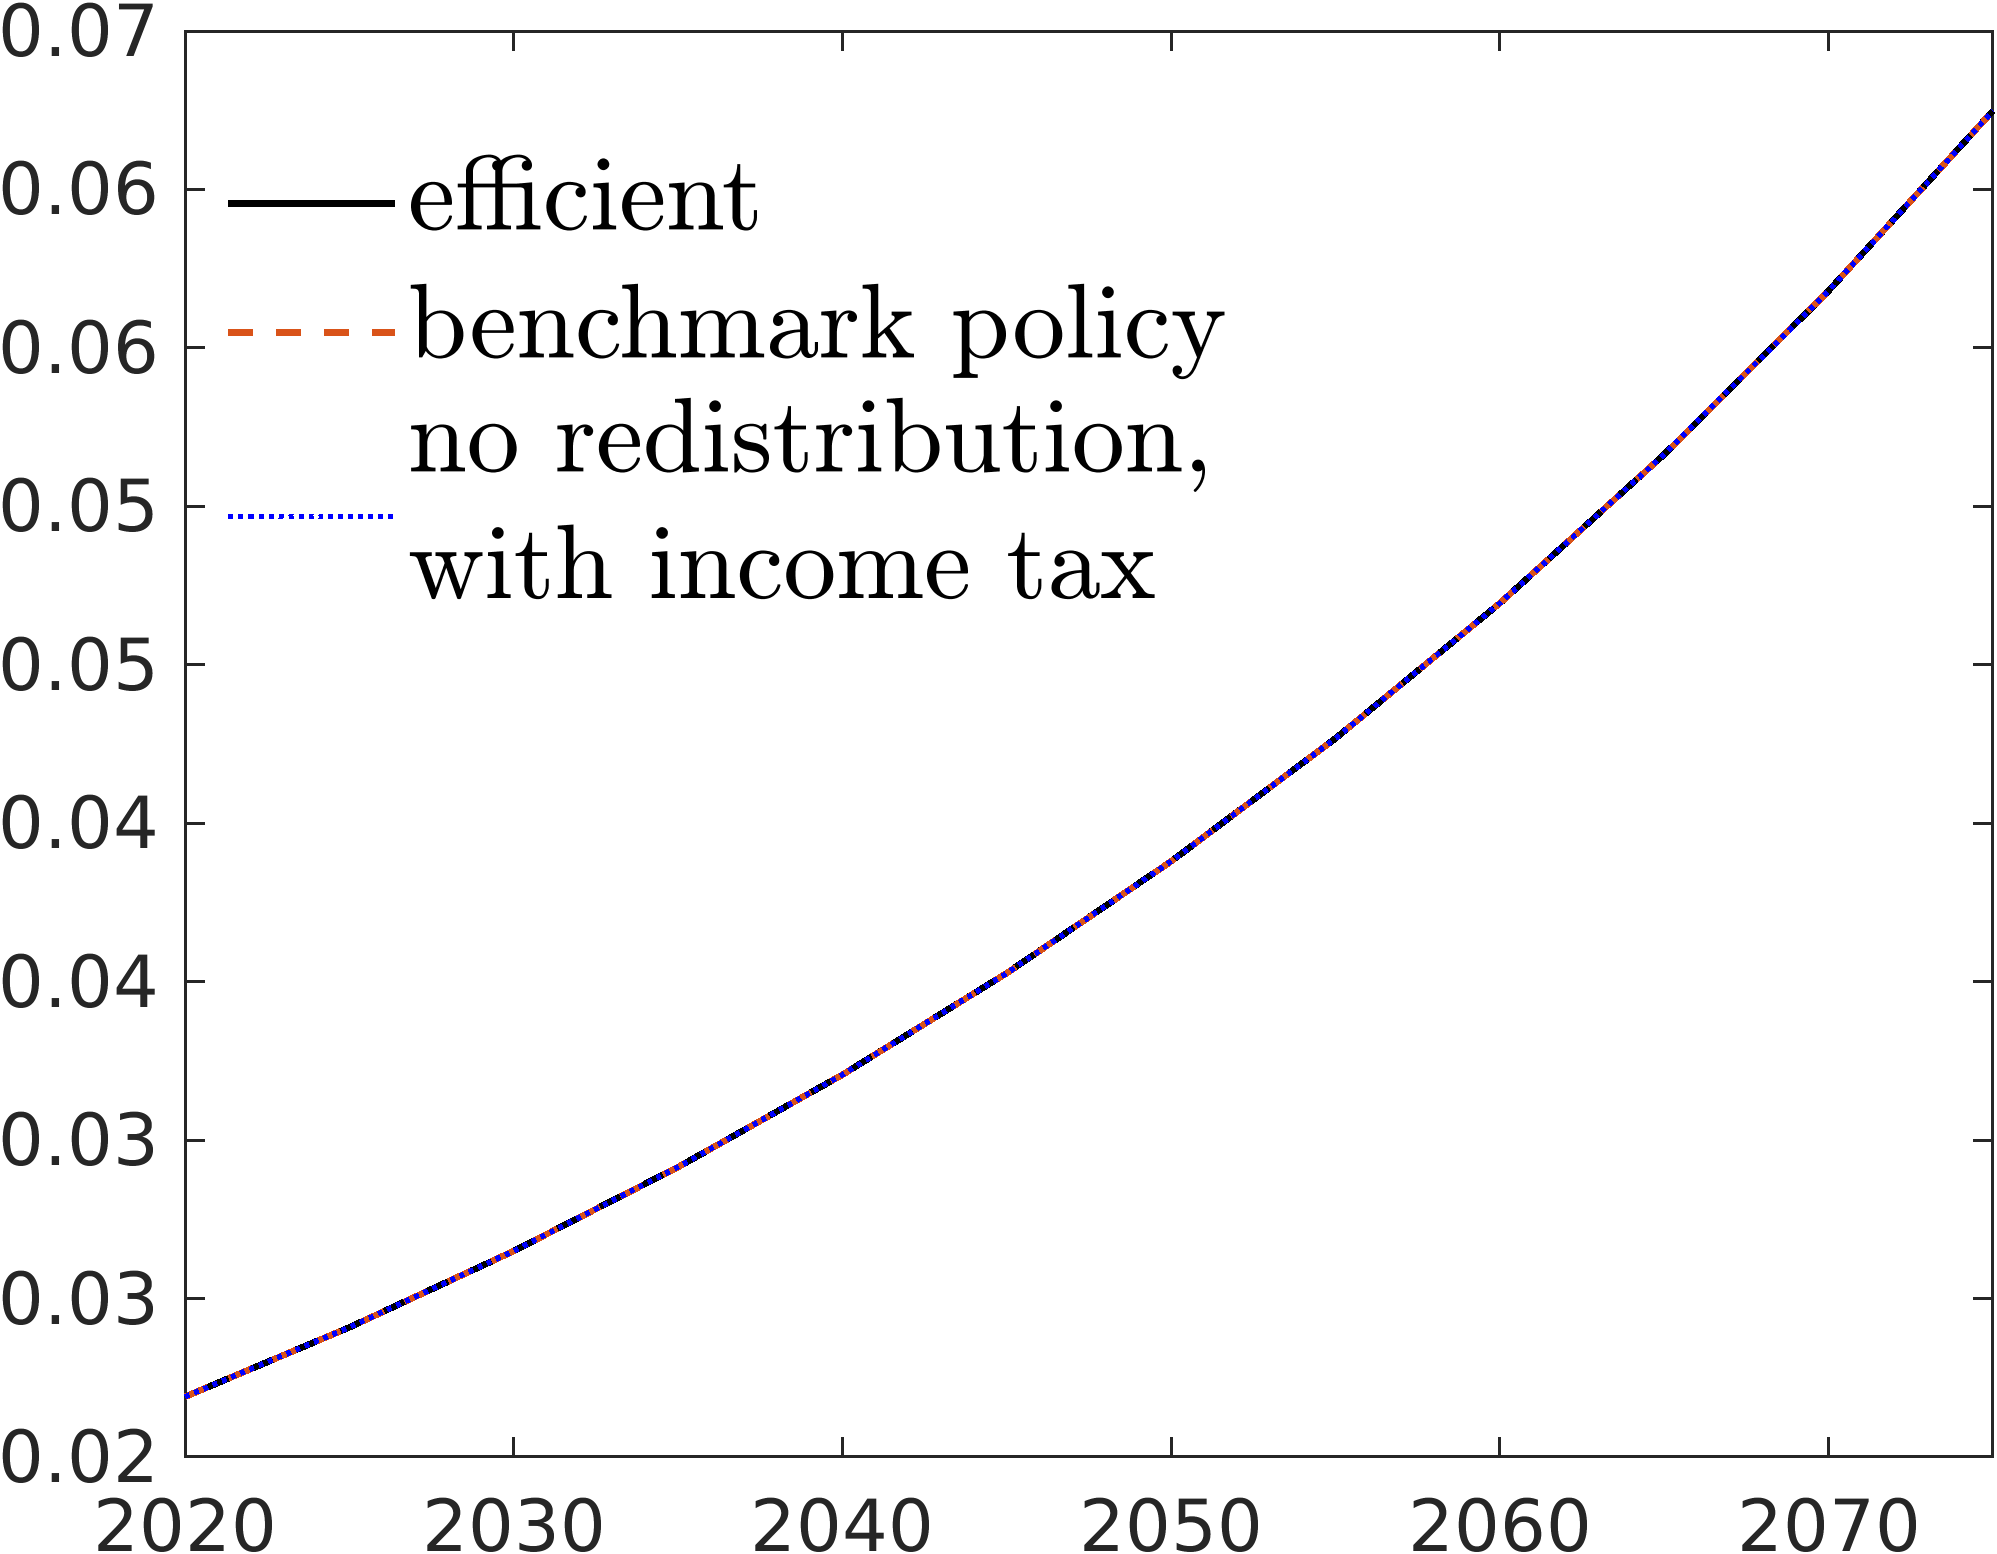 0.07
0.06
0.06
0.05
0.05
0.04
0.04
0.03
0.03
0.02
efficient
benchmark policy
no redistribution,
with income tax
2020 2030 2040 2050 2060 2070